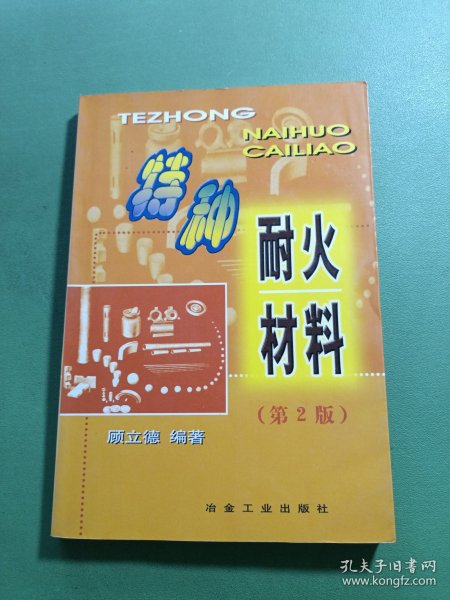 TEZHONG
NAIHUO
CAILIAO
特种
耐火
材料
(第2版)
顾立德 编著
冶金工业出版社
孔夫子旧书网
www.kongfz.com